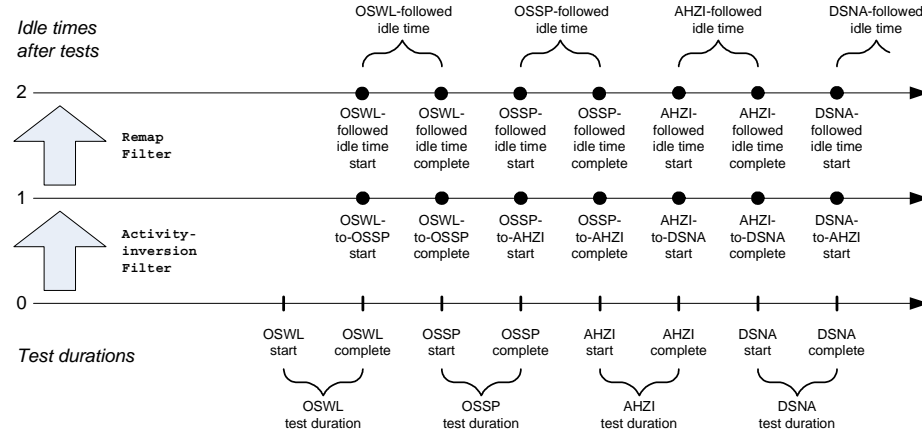 Idle times
after tests
OSWL-followed
idle time
OSSP-followed
idle time
AHZI-followed
idle time
DSNA-followed
idle time
2
OSWL-
followed
idle time
start
OSWL-
followed
idle time
complete
OSSP-
followed
idle time
start
OSSP-
followed
idle time
complete
AHZI-
followed
idle time
start
AHZI-
followed
idle time
complete
DSNA-
followed
idle time
start
Remap
Filter
1
OSWL-
to-OSSP
start
OSWL-
to-OSSP
complete
OSSP-
to-AHZI
start
OSSP-
to-AHZI
complete
AHZI-
to-DSNA
start
AHZI-
to-DSNA
complete
DSNA-
to-AHZI
start
Activity-
inversion
Filter
0
OSWL
start
OSWL
complete
OSSP
start
OSSP
complete
AHZI
start
AHZI
complete
DSNA
start
DSNA
complete
Test durations
OSWL
test duration
OSSP
test duration
AHZI
test duration
DSNA
test duration